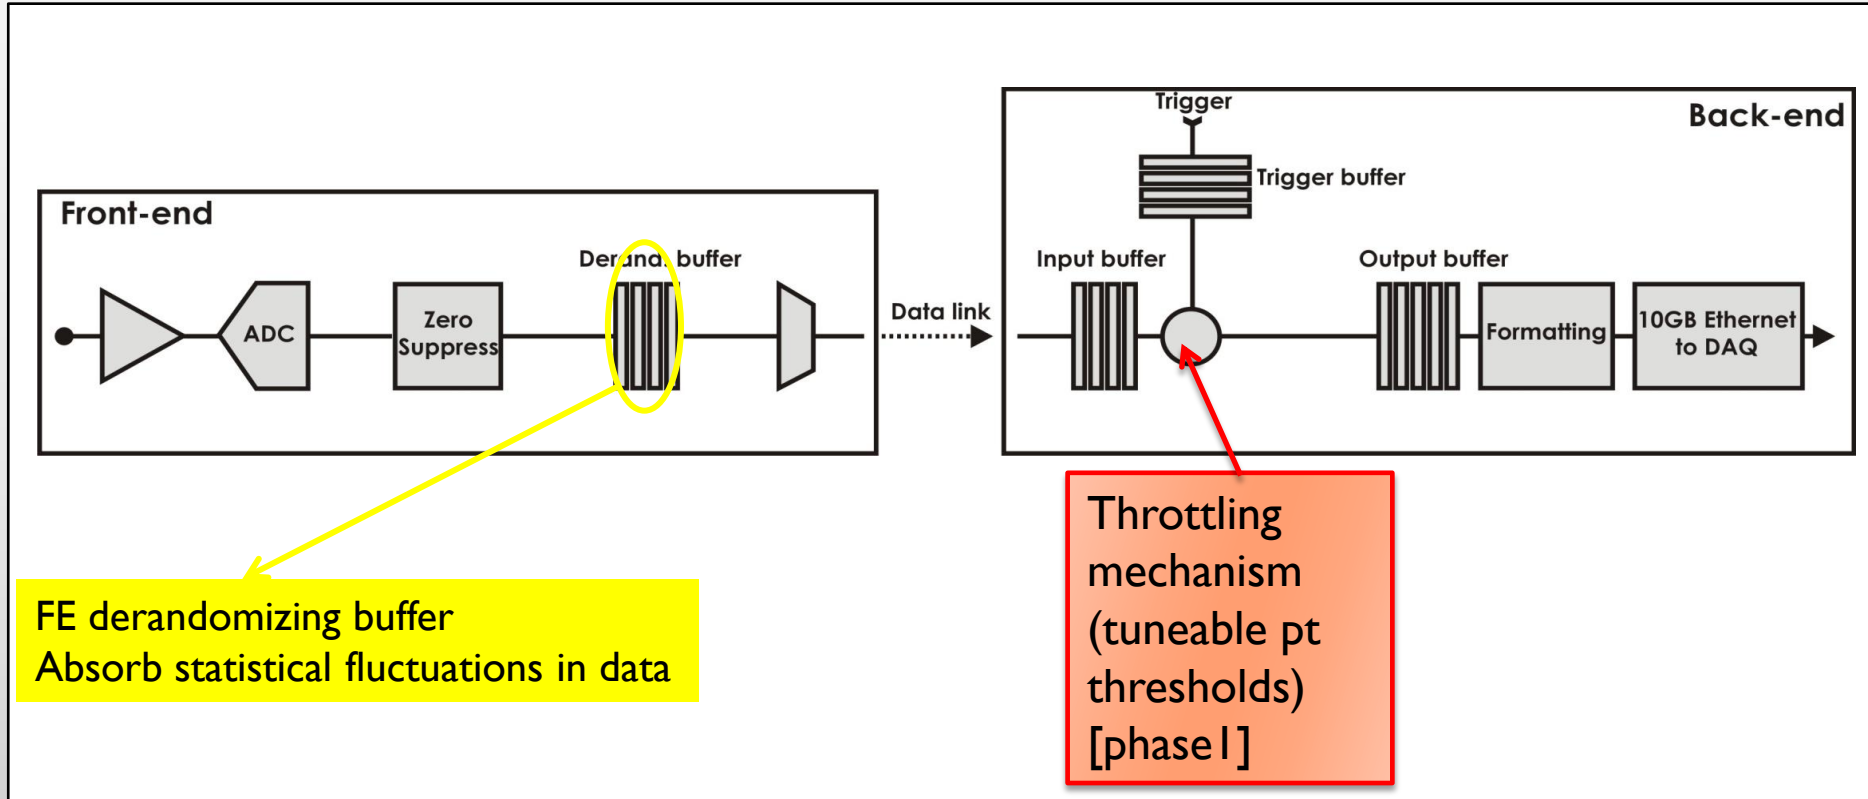 Trigger
Back-end
Trigger buffer
Front-end
Derand. buffer
Input buffer
Output buffer
ADC
Zero
Suppress
Data link
Formatting
10GB Ethernet
to DAQ
Throttling
mechanism
(tuneable pt
thresholds)
[phase1]
FE derandomizing buffer
Absorb statistical fluctuations in data